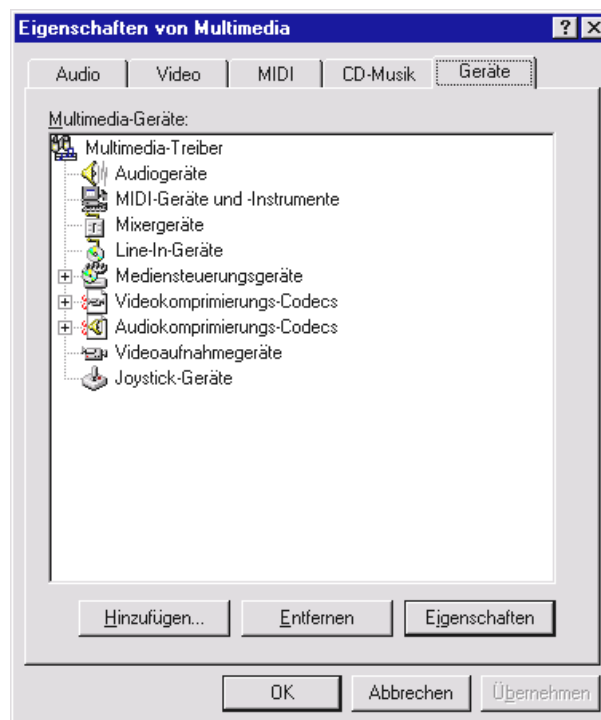 Eigenschaften von Multimedia
Audio Video MIDI CD-Musik Geräte
Multimedia-Geräte:
Multimedia-Treiber
Audiogeräte
MIDI-Geräte und -Instrumente
Mixergeräte
Line-In-Geräte
Mediensteuerungsgeräte
Videokomprimierungs-Codecs
Audiokomprimierungs-Codecs
Videoaufnahmegeräte
Joystick-Geräte
Hinzufügen... Entfernen Eigenschaften
OK Abbrechen Übernehmen